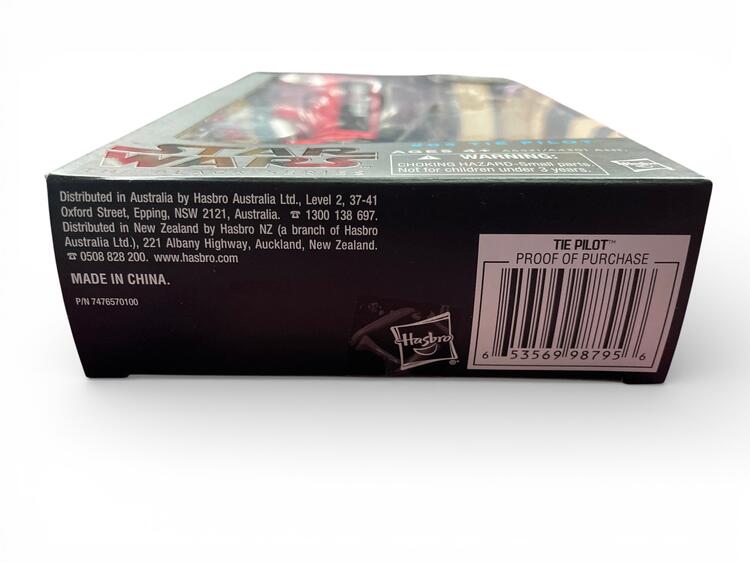 STAR
WARS
#05 TIE PILOT
AGES 4+
WARNING:
CHOKING HAZARD-Small parts
Not for children under 3 years.
Hasbro
Distributed in Australia by Hasbro Australia Ltd., Level 2, 37-41
Oxford Street, Epping, NSW 2121, Australia. ☎ 1300 138 697.
Distributed in New Zealand by Hasbro NZ (a branch of Hasbro
Australia Ltd.), 221 Albany Highway, Auckland, New Zealand.
☎ 0508 828 200. www.hasbro.com
MADE IN CHINA.
P/N 7476570100
Hasbro®
TIE PILOT™
PROOF OF PURCHASE
6 53569 98795 6